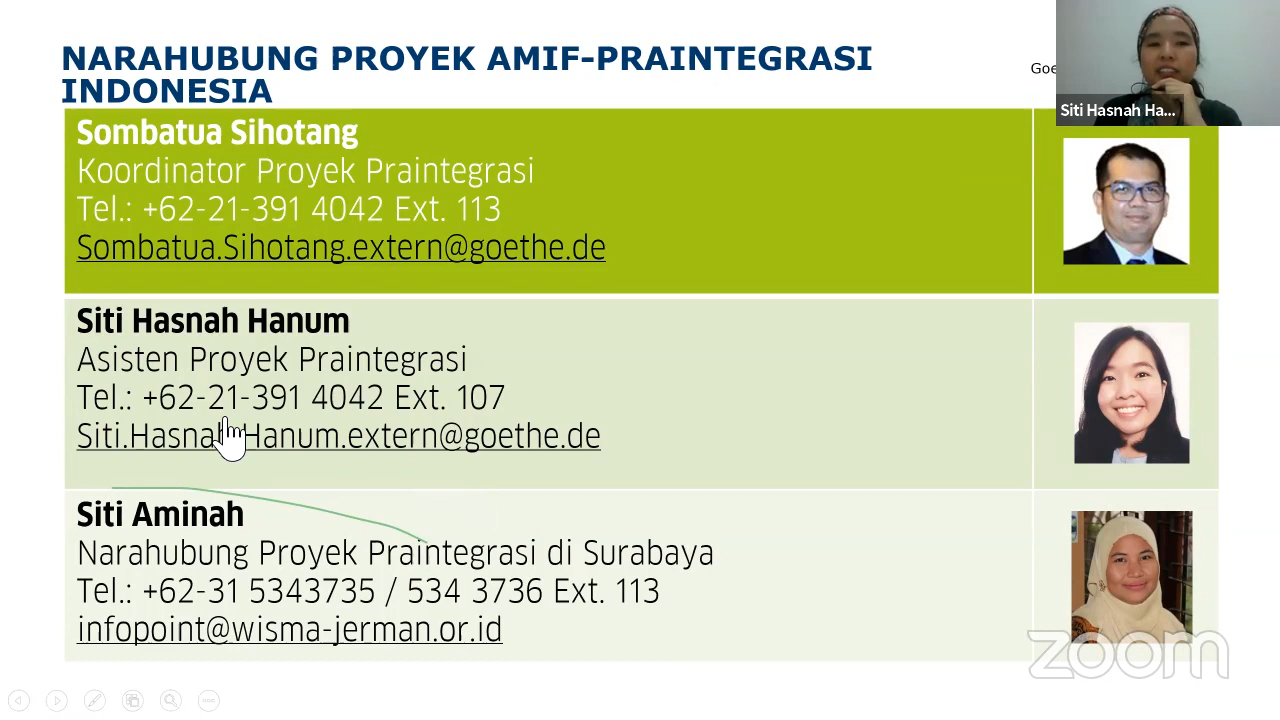 NARAHUBUNG PROYEK AMIF-PRAINTEGRASI
INDONESIA
Goe
Siti Hasnah Ha...
Sombatua Sihotang
Koordinator Proyek Praintegrasi
Tel.: +62-21-391 4042 Ext. 113
Sombatua.Sihotang.extern@goethe.de
Siti Hasnah Hanum
Asisten Proyek Praintegrasi
Tel.: +62-21-391 4042 Ext. 107
Siti.Hasnah.Hanum.extern@goethe.de
Siti Aminah
Narahubung Proyek Praintegrasi di Surabaya
Tel.: +62-31 5343735 / 534 3736 Ext. 113
infopoint@wisma-jerman.or.id
zoom